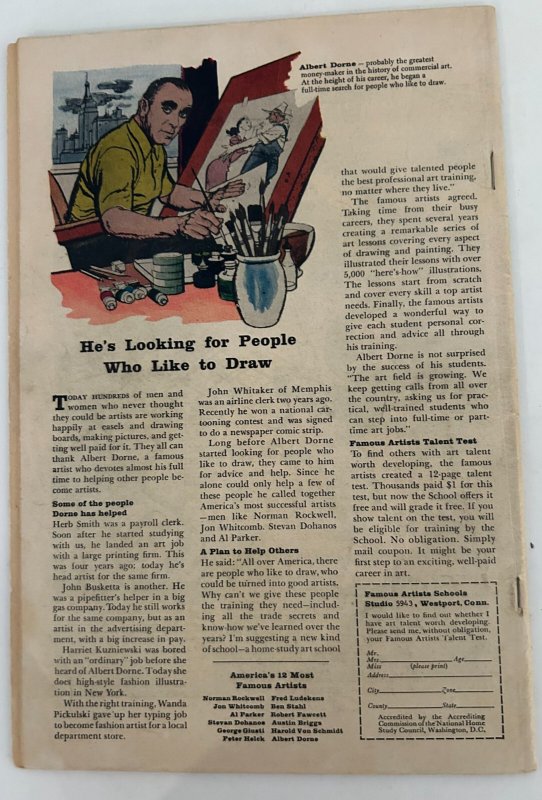 Albert Dorne – probably the greatest
money-maker in the history of commercial art.
At the height of his career, he began a
full-time search for people who like to draw.
He's Looking for People
Who Like to Draw
TODAY HUNDREDS of men and
women who never thought
they could be artists are working
happily at easels and drawing
boards, making pictures, and get-
ting well paid for it. They all can
thank Albert Dorne, a famous
artist who devotes almost his full
time to helping other people be-
come artists.
Some of the people
Dorne has helped
Herb Smith was a payroll clerk.
Soon after he started studying
with us, he landed an art job
with a large printing firm. This
was four years ago; today he's
head artist for the same firm.
John Busketta is another. He
was a pipefitter's helper in a big
gas company. Today he still works
for the same company, but as an
artist in the advertising depart-
ment, with a big increase in pay.
Harriet Kuzniewski was bored
with an "ordinary" job before she
heard of Albert Dorne. Today she
does high-style fashion illustra-
tion in New York.
With the right training, Wanda
Pickulski gave up her typing job
to become fashion artist for a local
department store.
John Whitaker of Memphis
was an airline clerk two years ago.
Recently he won a national car-
tooning contest and was signed
to do a newspaper comic strip.
Long before Albert Dorne
started looking for people who
like to draw, they came to him
for advice and help. Since he
alone could help only a few of
these people he called together
America's most successful artists
—men like Norman Rockwell,
Jon Whitcomb, Stevan Dohanos
and Al Parker.
A Plan to Help Others
He said: "All over America, there
are people who like to draw, who
could be turned into good artists.
Why can't we give these people
the training they need—includ-
ing all the trade secrets and
know-how we've learned over the
years? I'm suggesting a new kind
of school—a home-study art school
America's 12 Most
Famous Artists
Norman Rockwell Fred Ludekens
Jon Whitcomb Ben Stahl
Al Parker Robert Fawcett
Stevan Dohanos Austin Briggs
George Giusti Harold Von Schmidt
Peter Helck Albert Dorne
that would give talented people
the best professional art training,
no matter where they live."
The famous artists agreed.
Taking time from their busy
careers, they spent several years
creating a remarkable series of
art lessons covering every aspect
of drawing and painting. They
illustrated their lessons with over
5,000 "here's-how" illustrations.
The lessons start from scratch
and cover every skill a top artist
needs. Finally, the famous artists
developed a wonderful way to
give each student personal cor-
rection and advice all through
his training.
Albert Dorne is not surprised
by the success of his students.
"The art field is growing. We
keep getting calls from all over
the country, asking us for prac-
tical, well-trained students who
can step into full-time or part-
time art jobs."
Famous Artists Talent Test
To find others with art talent
worth developing, the famous
artists created a 12-page talent
test. Thousands paid $1 for this
test, but now the School offers it
free and will grade it free. If you
show talent on the test, you will
be eligible for training by the
School. No obligation. Simply
mail coupon. It might be your
first step to an exciting, well-paid
career in art.
Famous Artists Schools
Studio 5943, Westport, Conn.
I would like to find out whether I
have art talent worth developing.
Please send me, without obligation,
your Famous Artists Talent Test.
Mr.
Mrs. Age
Miss (please print)
Address
City Zone
County State
Accredited by the Accrediting
Commission of the National Home
Study Council, Washington, D.C.